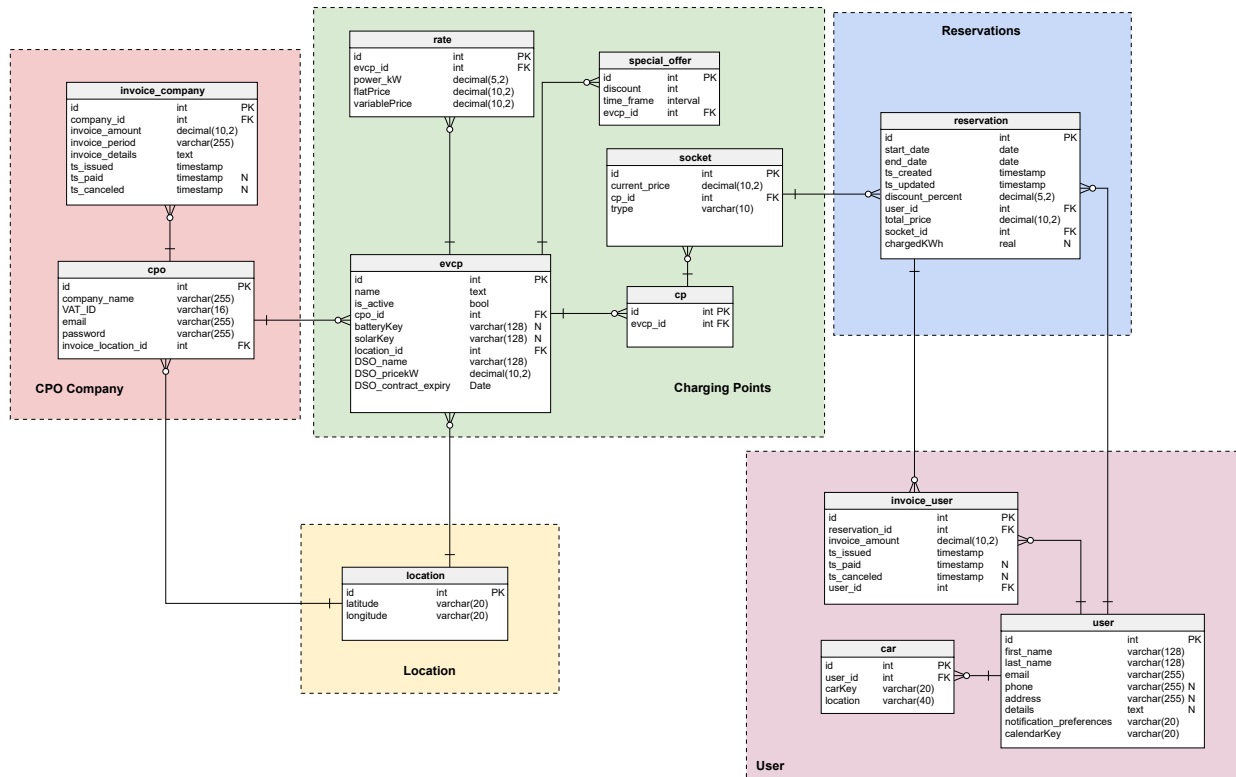 rate
id int PK
evcp_id int FK
power_kW decimal(5,2)
flatPrice decimal(10,2)
variablePrice decimal(10,2)
special_offer
id int PK
discount int
time_frame interval
evcp_id int FK
Reservations
invoice_company
id int PK
company_id int FK
invoice_amount decimal(10,2)
invoice_period varchar(255)
invoice_details text
ts_issued timestamp
ts_paid timestamp N
ts_canceled timestamp N
socket
id int PK
current_price decimal(10,2)
cp_id int FK
trype varchar(10)
reservation
id int PK
start_date date
end_date date
ts_created timestamp
ts_updated timestamp
discount_percent decimal(5,2)
user_id int FK
total_price decimal(10,2)
socket_id int FK
chargedKWh real N
cpo
id int PK
company_name varchar(255)
VAT_ID varchar(16)
email varchar(255)
password varchar(255)
invoice_location_id int FK
CPO Company
evcp
id int PK
name text
is_active bool
cpo_id int FK
batteryKey varchar(128) N
solarKey varchar(128) N
location_id int FK
DSO_name varchar(128)
DSO_pricekW decimal(10,2)
DSO_contract_expiry Date
cp
id int PK
evcp_id int FK
Charging Points
location
id int PK
latitude varchar(20)
longitude varchar(20)
Location
invoice_user
id int PK
reservation_id int FK
invoice_amount decimal(10,2)
ts_issued timestamp
ts_paid timestamp N
ts_canceled timestamp N
user_id int FK
car
id int PK
user_id int FK
carKey varchar(20)
location varchar(40)
user
id int PK
first_name varchar(128)
last_name varchar(128)
email varchar(255)
phone varchar(255) N
address varchar(255) N
details text N
notification_preferences varchar(20)
calendarKey varchar(20)
User